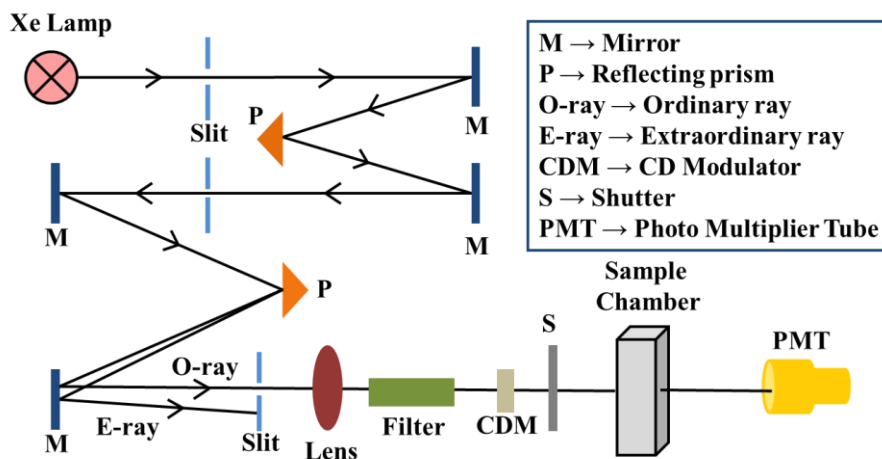 Xe Lamp
M → Mirror
P → Reflecting prism
O-ray → Ordinary ray
E-ray → Extraordinary ray
CDM → CD Modulator
S → Shutter
PMT → Photo Multiplier Tube
P
Slit
M
M
M
P
Sample
Chamber
S
PMT
O-ray
M
E-ray
Slit
Lens
Filter
CDM